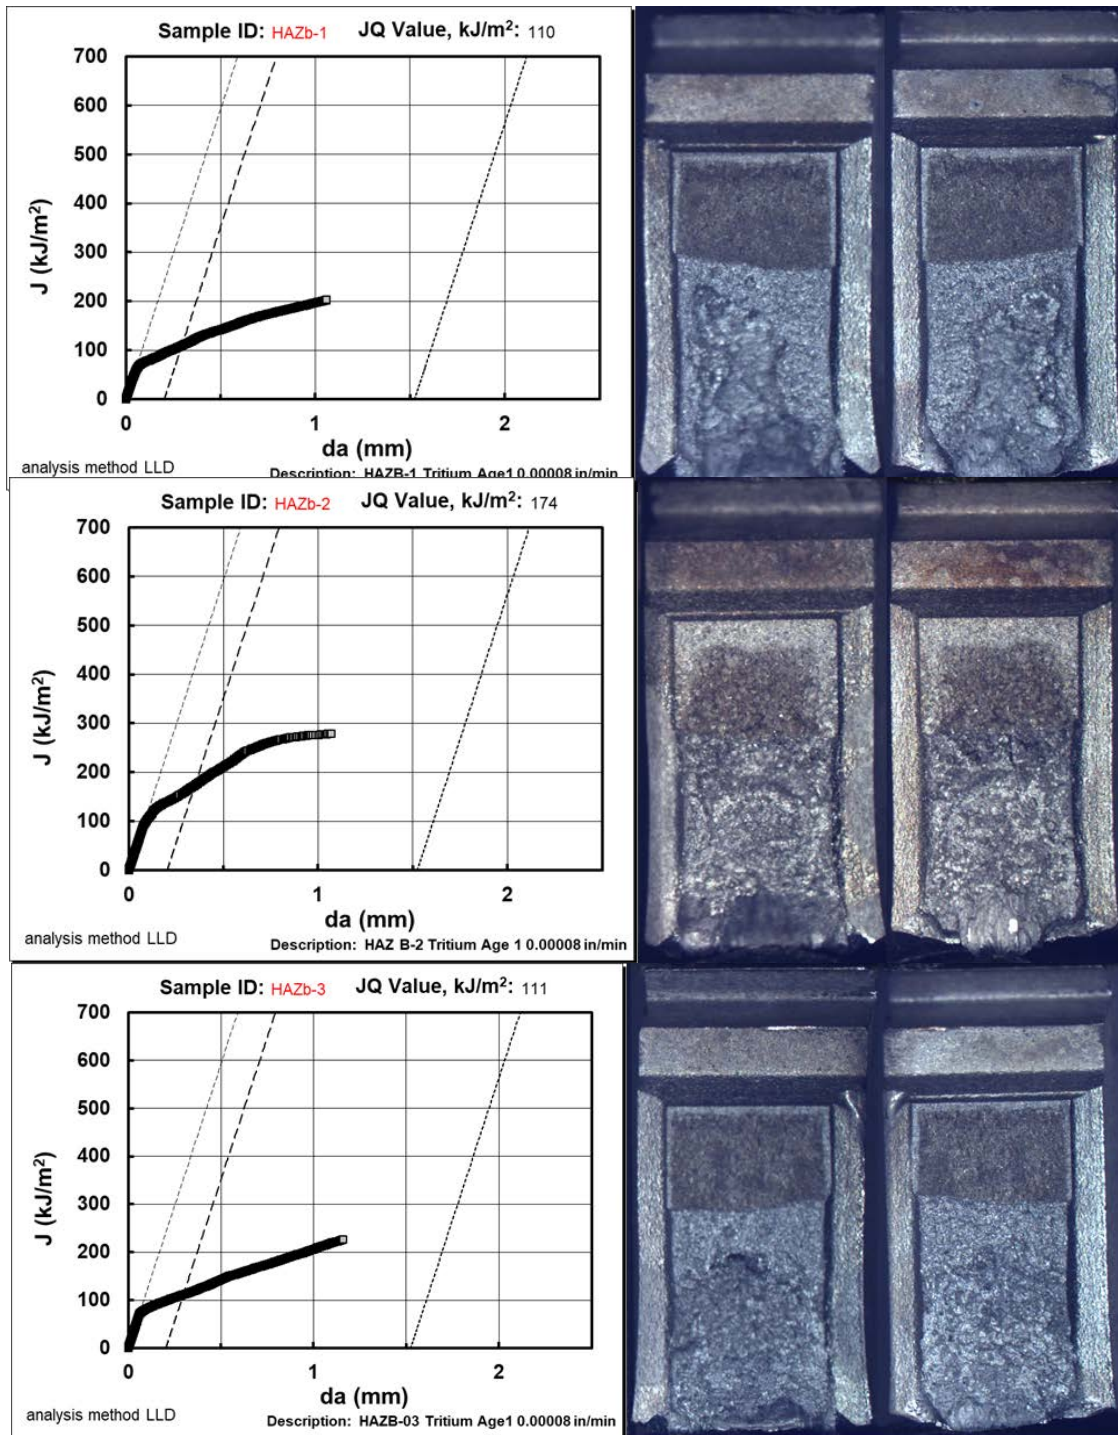 Sample ID: HAZb-1 JQ Value, kJ/m²: 110
700
600
500
400
300
200
100
0
J (kJ/m²)
0 1 2
da (mm)
analysis method LLD
Description: HAZB-1 Tritium Age1 0.00008 in/min
Sample ID: HAZb-2 JQ Value, kJ/m²: 174
700
600
500
400
300
200
100
0
J (kJ/m²)
0 1 2
da (mm)
analysis method LLD
Description: HAZ B-2 Tritium Age 1 0.00008 in/min
Sample ID: HAZb-3 JQ Value, kJ/m²: 111
700
600
500
400
300
200
100
0
J (kJ/m²)
0 1 2
da (mm)
analysis method LLD
Description: HAZB-03 Tritium Age1 0.00008 in/min